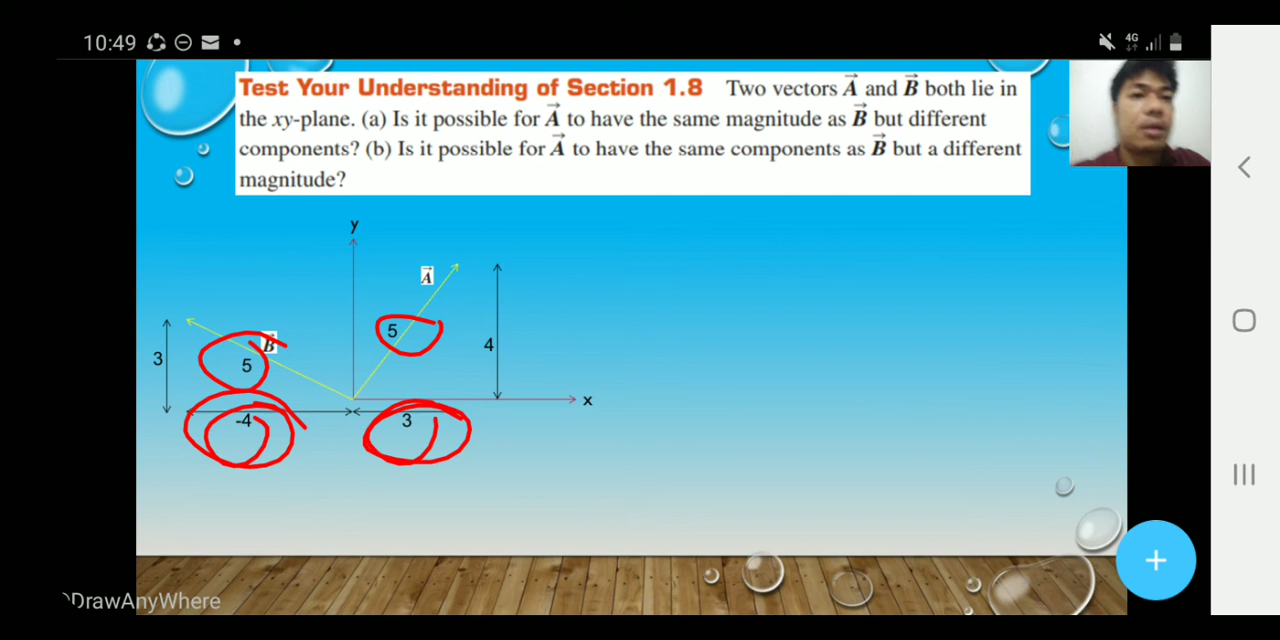 10:49
4G
Test Your Understanding of Section 1.8 Two vectors A and B both lie in
the xy-plane. (a) Is it possible for A to have the same magnitude as B but different
components? (b) Is it possible for A to have the same components as B but a different
magnitude?
y
A
5
4
3
B
5
x
-4
3
DrawAnyWhere